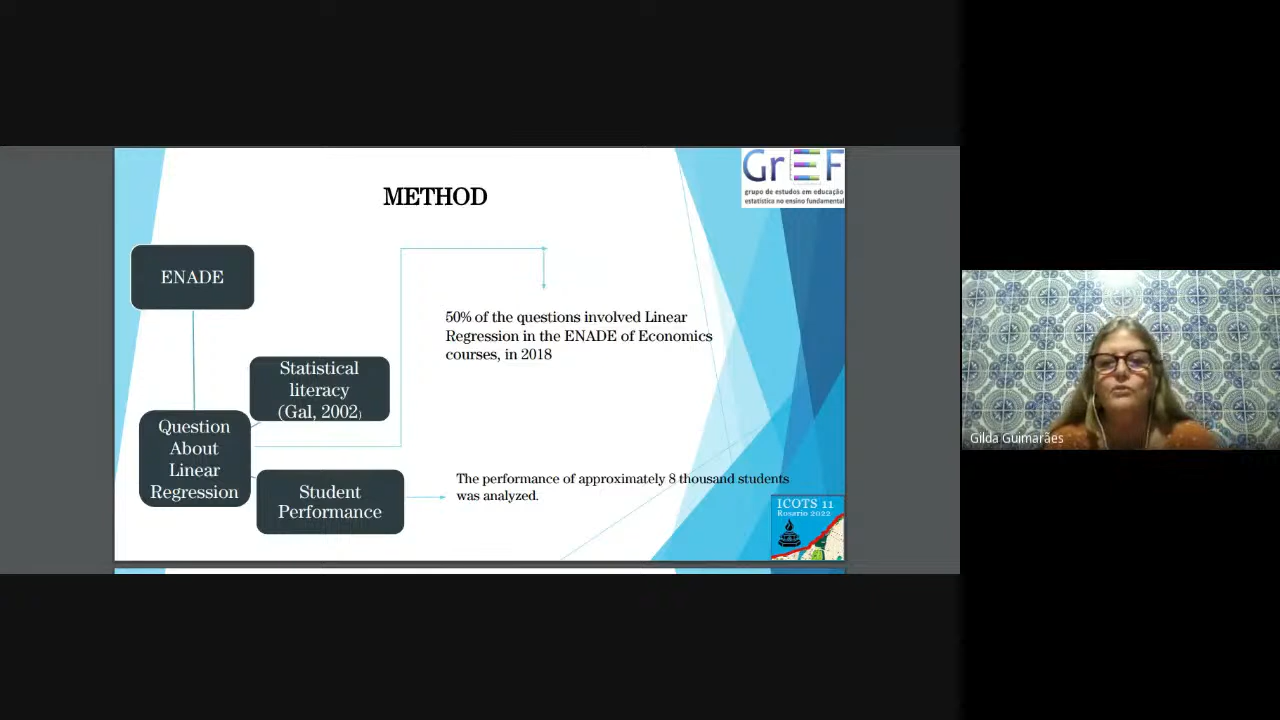 GrEF
grupo de estudos em educação
estatística no ensino fundamental
METHOD
ENADE
50% of the questions involved Linear
Regression in the ENADE of Economics
courses, in 2018
Statistical
literacy
(Gal, 2002)
Question
About
Linear
Regression
Student
Performance
The performance of approximately 8 thousand students
was analyzed.
ICOTS 11
Rosario 2022
Gilda Guimarães